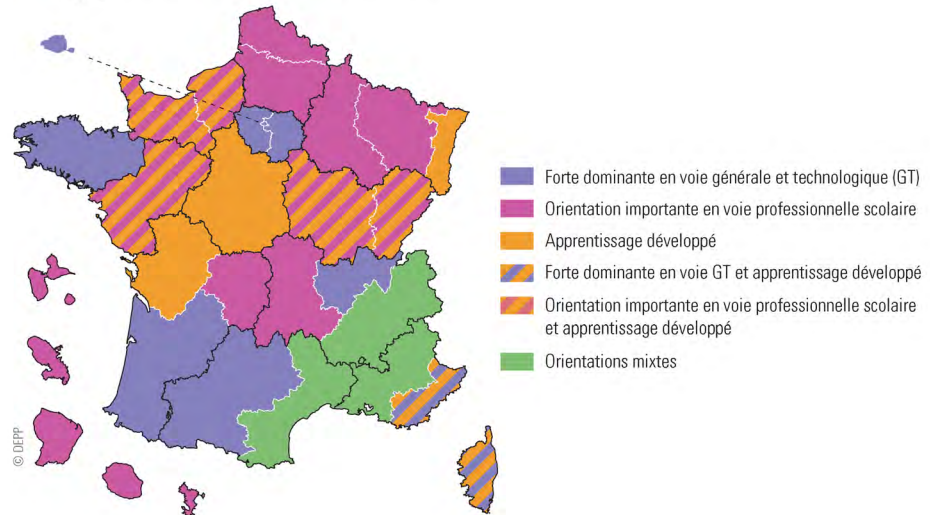 Forte dominante en voie générale et technologique (GT)
Orientation importante en voie professionnelle scolaire
Apprentissage développé
Forte dominante en voie GT et apprentissage développé
Orientation importante en voie professionnelle scolaire
et apprentissage développé
Orientations mixtes
© DEPP